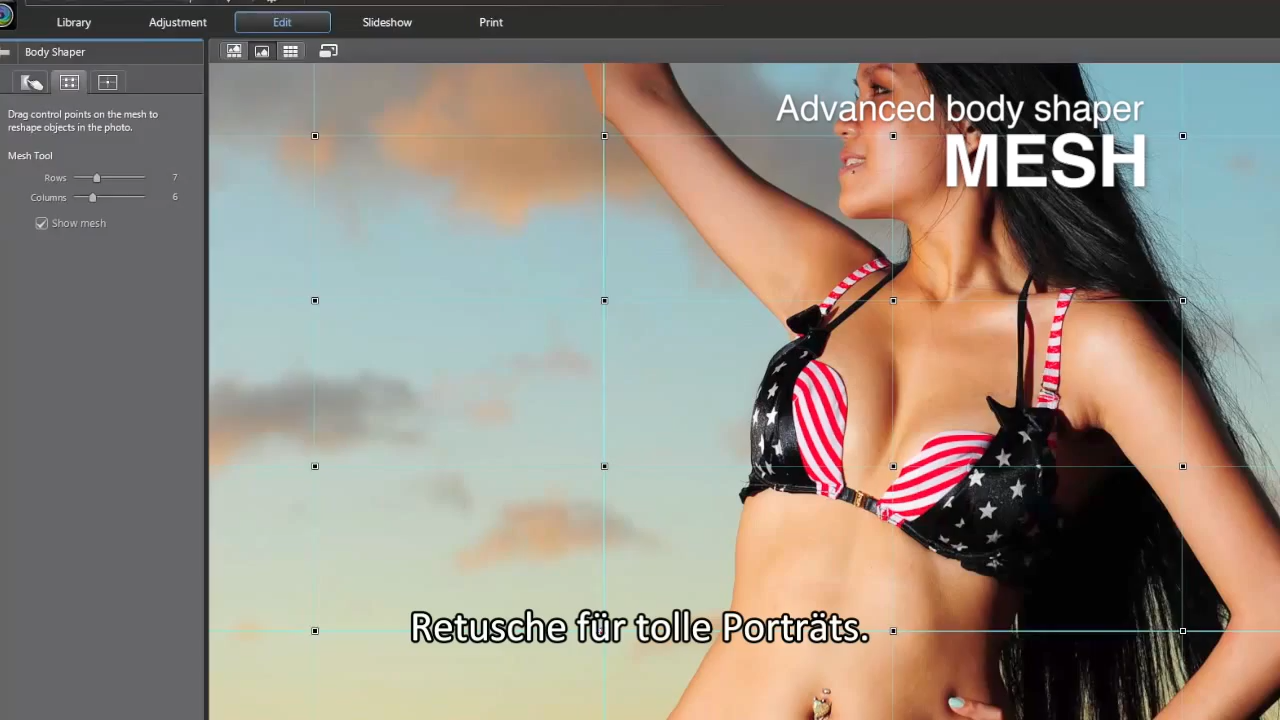 Library
Adjustment
Edit
Slideshow
Print
Body Shaper
Drag control points on the mesh to
reshape objects in the photo.
Mesh Tool
Rows 7
Columns 6
Show mesh
Advanced body shaper
MESH
Retusche für tolle Porträts.